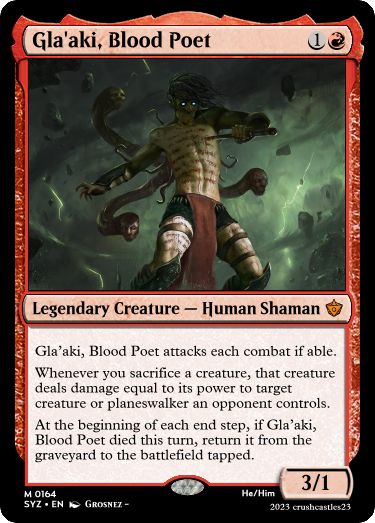 Gla'aki, Blood Poet
1
Legendary Creature — Human Shaman
Gla'aki, Blood Poet attacks each combat if able.
Whenever you sacrifice a creature, that creature
deals damage equal to its power to target
creature or planeswalker an opponent controls.
At the beginning of each end step, if Gla'aki,
Blood Poet died this turn, return it from the
graveyard to the battlefield tapped.
3/1
M 0164
He/Him
SYZ • EN Grosnez -
2023 crushcastles23